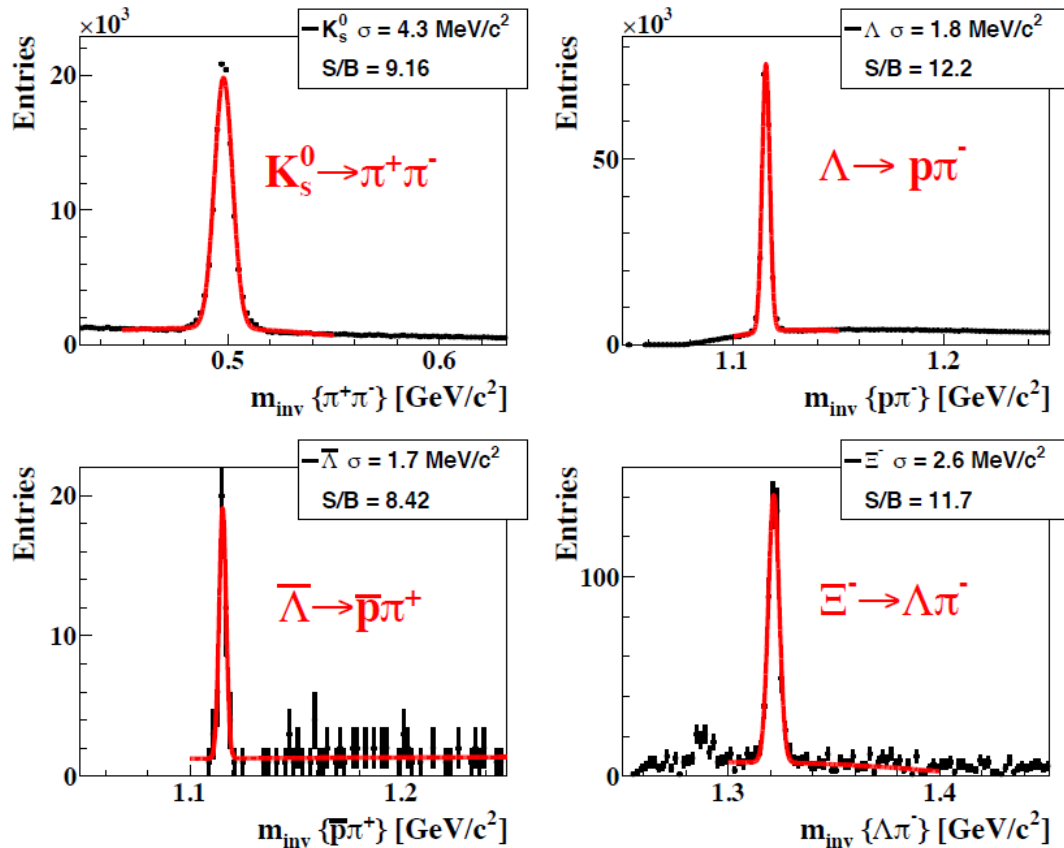 ×10³
K⁰ₛ σ = 4.3 MeV/c²
S/B = 9.16
Entries
20
10
0
K⁰ₛ→π⁺π⁻
0.5
0.6
m_inv {π⁺π⁻} [GeV/c²]
×10³
Λ σ = 1.8 MeV/c²
S/B = 12.2
Entries
50
0
Λ→ pπ⁻
1.1
1.2
m_inv {pπ⁻} [GeV/c²]
Λ̅ σ = 1.7 MeV/c²
S/B = 8.42
Entries
20
10
0
Λ̅→p̅π⁺
1.1
1.2
m_inv {p̅π⁺} [GeV/c²]
Ξ⁻ σ = 2.6 MeV/c²
S/B = 11.7
Entries
100
0
Ξ⁻→Λπ⁻
1.3
1.4
m_inv {Λπ⁻} [GeV/c²]